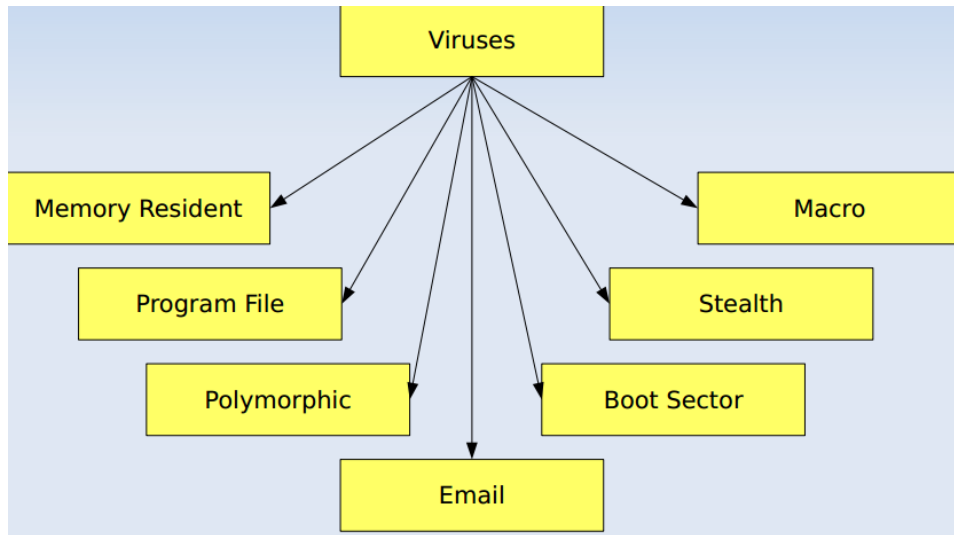 Viruses
Memory Resident
Macro
Program File
Stealth
Polymorphic
Boot Sector
Email